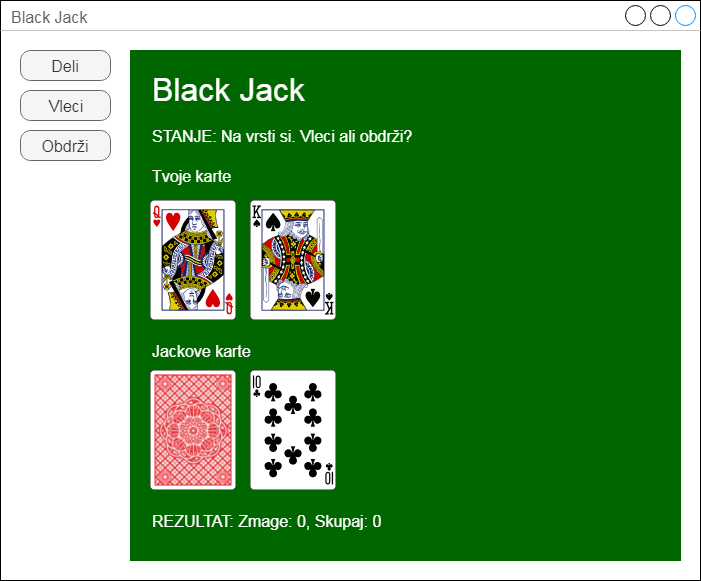 Black Jack
Deli
Vleci
Obdrži
Black Jack
STANJE: Na vrsti si. Vleci ali obdrži?
Tvoje karte
Q
Q
K
K
Jackove karte
10
10
REZULTAT: Zmage: 0, Skupaj: 0